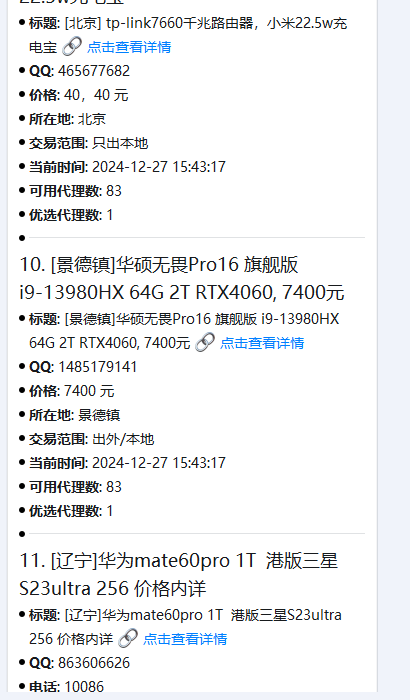 22.5w充电宝
标题: [北京] tp-link7660千兆路由器，小米22.5w充
电宝 🔗 点击查看详情
QQ: 465677682
价格: 40，40 元
所在地: 北京
交易范围: 只出本地
当前时间: 2024-12-27 15:43:17
可用代理数: 83
优选代理数: 1
10. [景德镇]华硕无畏Pro16 旗舰版
i9-13980HX 64G 2T RTX4060, 7400元
标题: [景德镇]华硕无畏Pro16 旗舰版 i9-13980HX
64G 2T RTX4060, 7400元 🔗 点击查看详情
QQ: 1485179141
价格: 7400 元
所在地: 景德镇
交易范围: 出外/本地
当前时间: 2024-12-27 15:43:17
可用代理数: 83
优选代理数: 1
11. [辽宁]华为mate60pro 1T 港版三星
S23ultra 256 价格内详
标题: [辽宁]华为mate60pro 1T 港版三星S23ultra
256 价格内详 🔗 点击查看详情
QQ: 863606626
电话: 10086